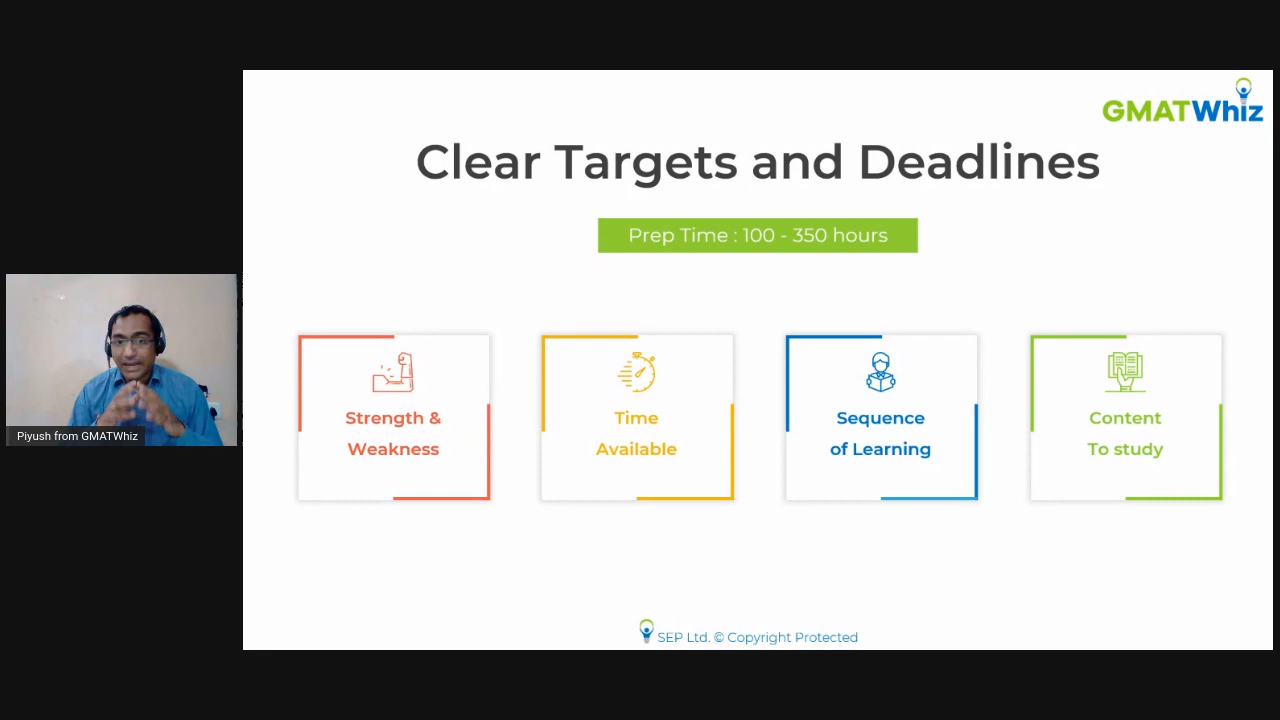 GMATWhiz
Clear Targets and Deadlines
Prep Time : 100 - 350 hours
Strength &
Weakness
Time
Available
Sequence
of Learning
Content
To study
Piyush from GMATWhiz
SEP Ltd. © Copyright Protected